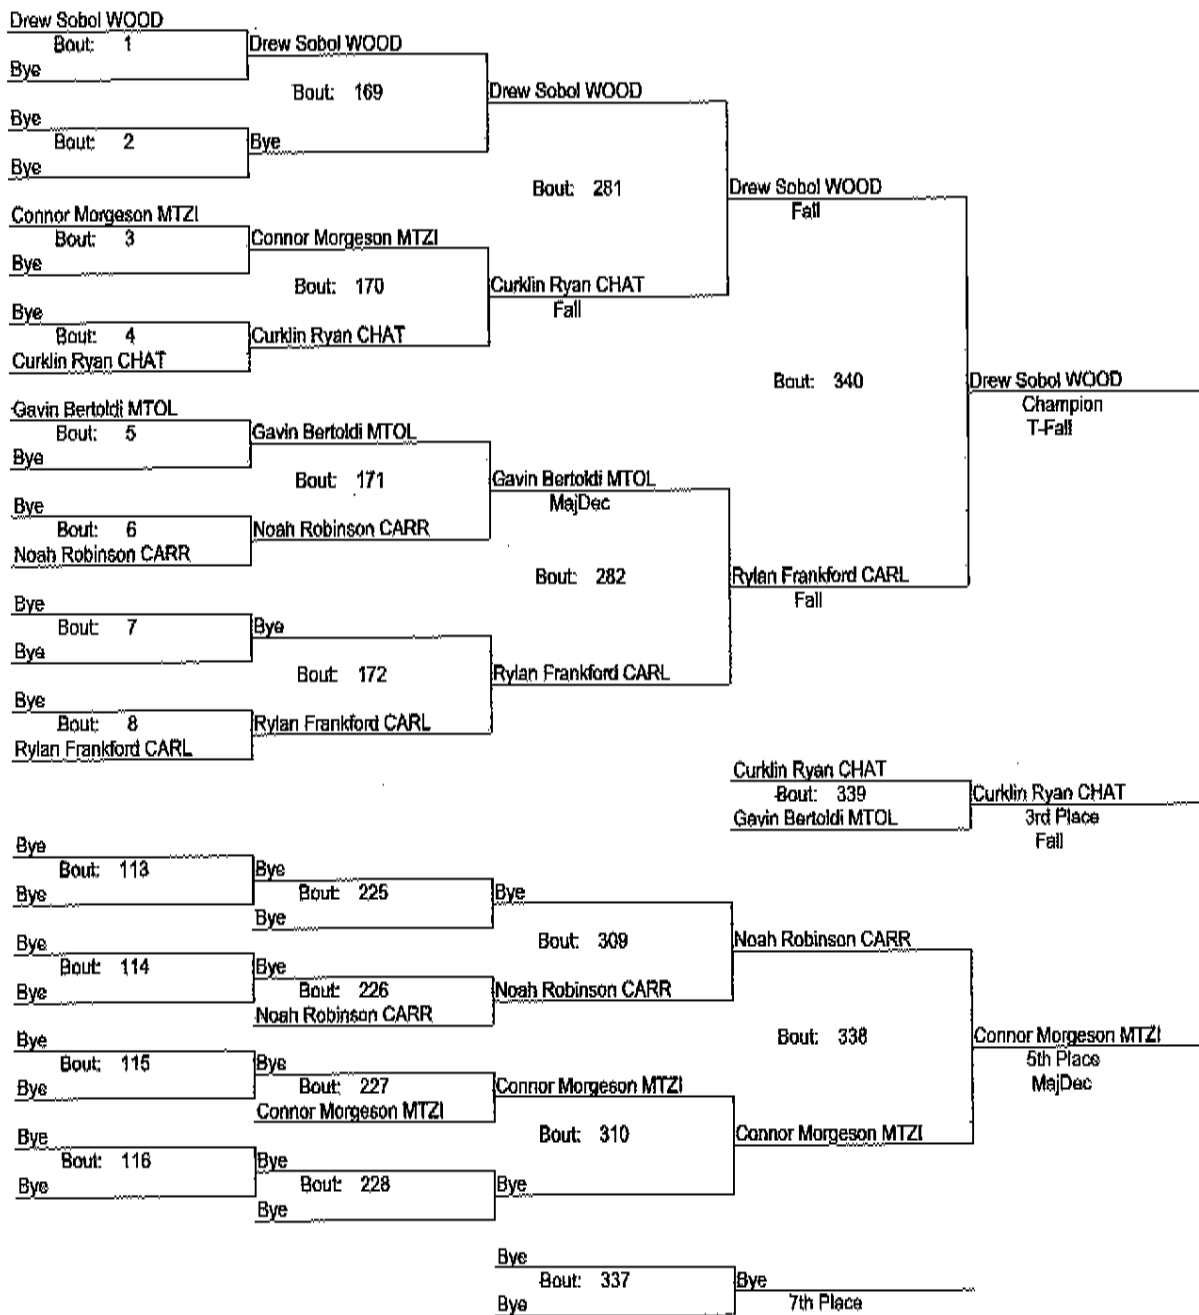 Drew Sobol WOOD
Bout: 1
Drew Sobol WOOD
Bye
Bout: 169
Drew Sobol WOOD
Bye
Bout: 2
Bye
Bye
Bout: 281
Drew Sobol WOOD
Fall
Connor Morgeson MTZI
Bout: 3
Connor Morgeson MTZI
Bye
Bout: 170
Curklin Ryan CHAT
Fall
Bye
Bout: 4
Curklin Ryan CHAT
Curklin Ryan CHAT
Bout: 340
Drew Sobol WOOD
Champion
T-Fall
Gavin Bertoldi MTOL
Bout: 5
Gavin Bertoldi MTOL
Bye
Bout: 171
Gavin Bertoldi MTOL
MajDec
Bye
Bout: 6
Noah Robinson CARR
Noah Robinson CARR
Bout: 282
Rylan Frankford CARL
Fall
Bye
Bout: 7
Bye
Bye
Bout: 172
Rylan Frankford CARL
Bye
Bout: 8
Rylan Frankford CARL
Rylan Frankford CARL
Curklin Ryan CHAT
Bout: 339
Curklin Ryan CHAT
Gavin Bertoldi MTOL
3rd Place
Fall
Bye
Bout: 113
Bye
Bye
Bout: 225
Bye
Bye
Bout: 309
Noah Robinson CARR
Bye
Bout: 114
Bye
Bye
Bout: 226
Noah Robinson CARR
Noah Robinson CARR
Bout: 338
Connor Morgeson MTZI
5th Place
MajDec
Bye
Bout: 115
Bye
Bye
Bout: 227
Connor Morgeson MTZI
Connor Morgeson MTZI
Bout: 310
Connor Morgeson MTZI
Bye
Bout: 116
Bye
Bye
Bout: 228
Bye
Bye
Bye
Bout: 337
Bye
Bye
7th Place